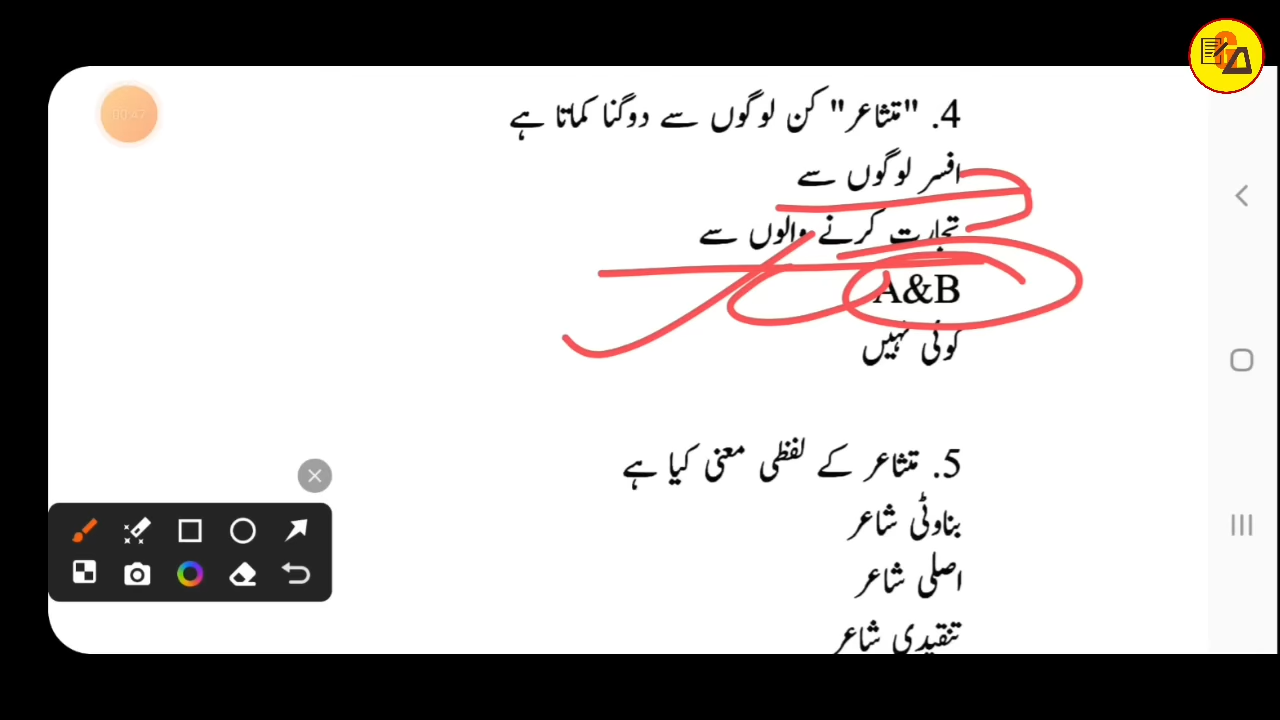 4. "متشاعر" کن لوگوں سے دوگنا کماتا ہے
افسر لوگوں سے
تجارت کرنے والوں سے
A&B
کوئی نہیں
5. متشاعر کے لفظی معنی کیا ہے
بناوٹی شاعر
اصلی شاعر
تنقیدی شاعر